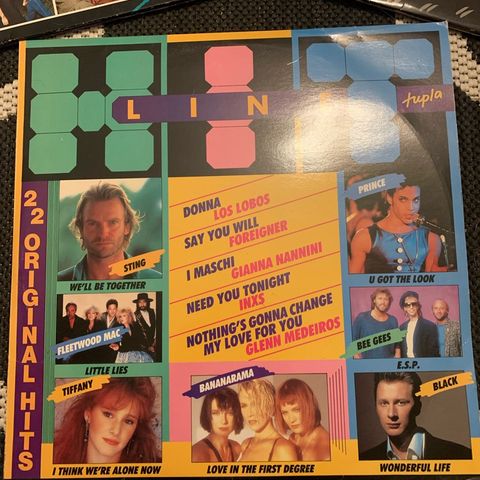 HIT
LINE
tupla
22 ORIGINAL HITS
STING
WE'LL BE TOGETHER
FLEETWOOD MAC
LITTLE LIES
TIFFANY
I THINK WE'RE ALONE NOW
DONNA
LOS LOBOS
SAY YOU WILL
FOREIGNER
I MASCHI
GIANNA NANNINI
NEED YOU TONIGHT
INXS
NOTHING'S GONNA CHANGE
MY LOVE FOR YOU
GLENN MEDEIROS
BANANARAMA
LOVE IN THE FIRST DEGREE
PRINCE
U GOT THE LOOK
BEE GEES
E.S.P.
BLACK
WONDERFUL LIFE